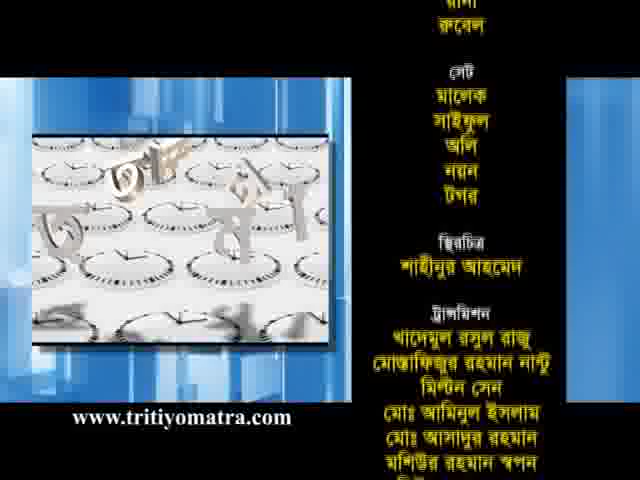 রুবেল
সেট
মালেক
সাইফুল
অলি
নয়ন
টগর
স্থিরচিত্র
শাহীনুর আহমেদ
ট্রান্সমিশন
খাদেমুল রসুল রাজু
মোস্তাফিজুর রহমান নান্টু
মিল্টন সেন
মোঃ আমিনুল ইসলাম
মোঃ আসাদুর রহমান
মশিউর রহমান স্বপন
www.tritiyomatra.com